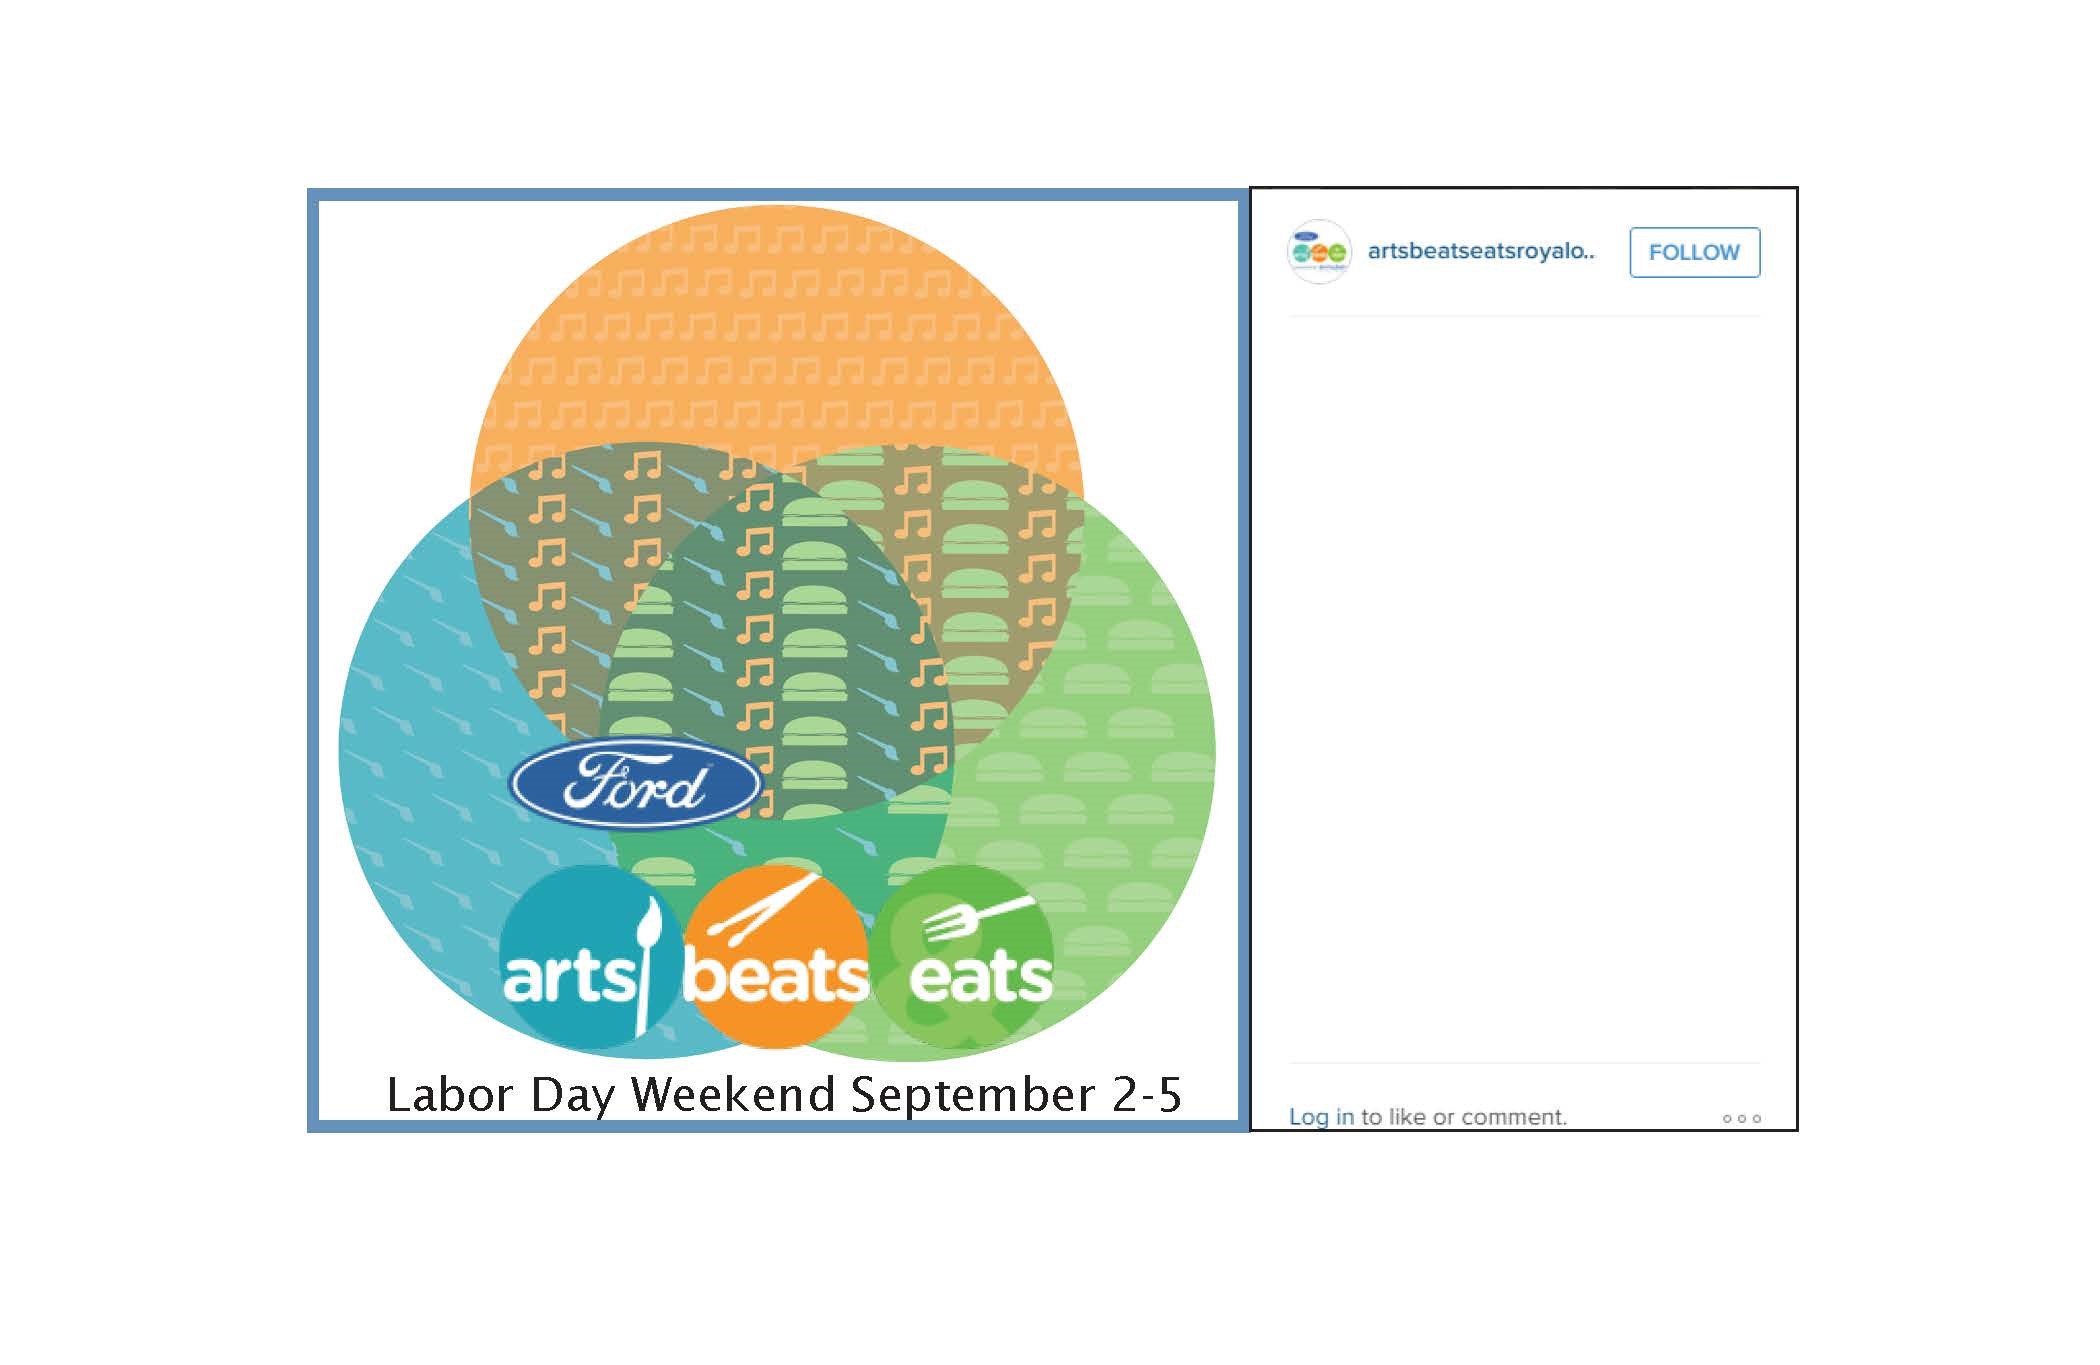 Ford
arts beats & eats
Labor Day Weekend September 2-5
artsbeatseatsroyalo..
FOLLOW
Log in to like or comment.